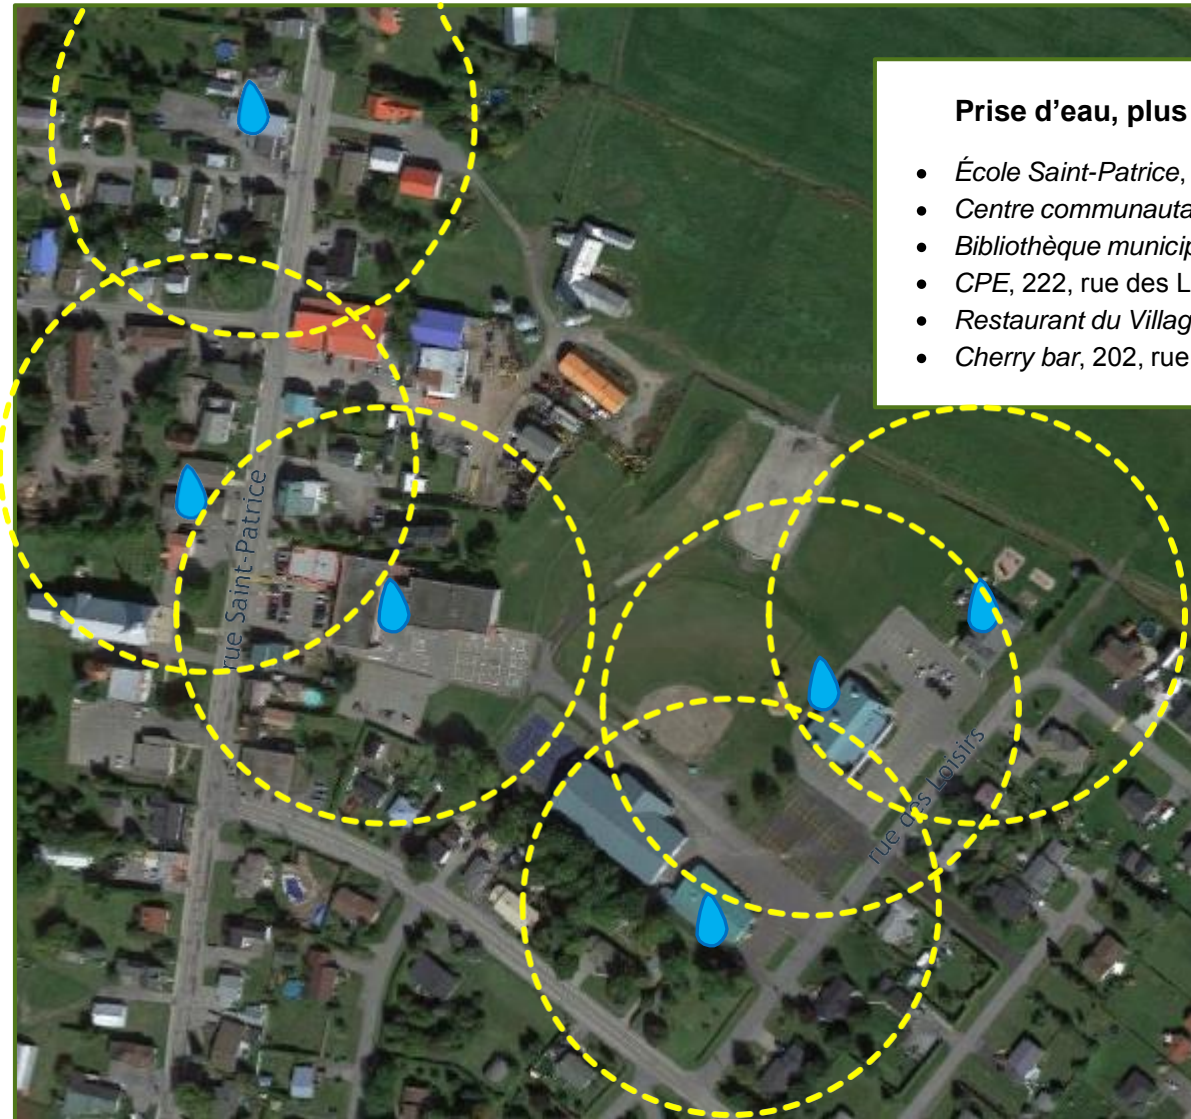 Prise d’eau, plus
• École Saint-Patrice,
• Centre communauta
• Bibliothèque municip
• CPE, 222, rue des L
• Restaurant du Villag
• Cherry bar, 202, rue
rue Saint-Patrice
rue des Loisirs